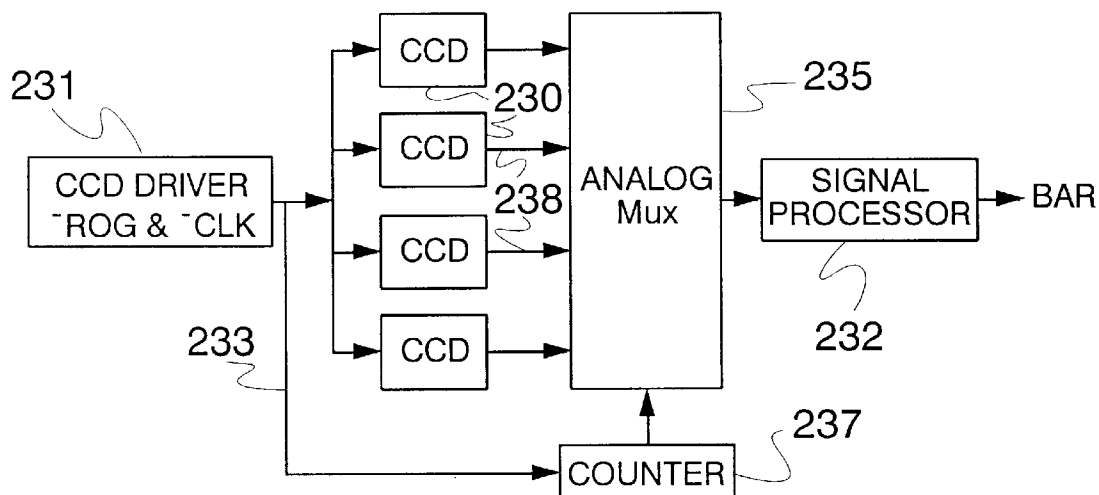 231
CCD DRIVER
¯ROG & ¯CLK
233
CCD
230
CCD
238
CCD
CCD
ANALOG
Mux
235
SIGNAL
PROCESSOR
BAR
232
COUNTER
237